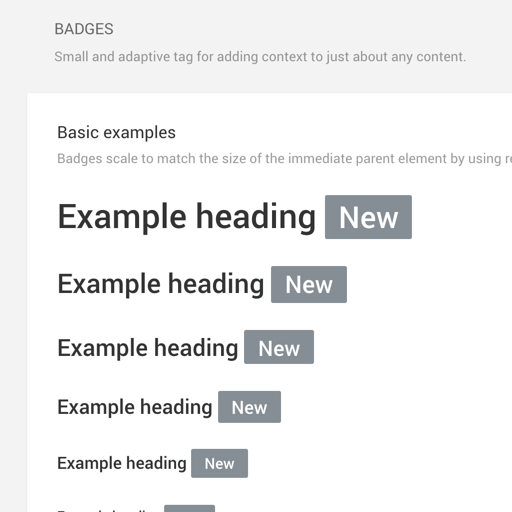 BADGES
Small and adaptive tag for adding context to just about any content.
Basic examples
Badges scale to match the size of the immediate parent element by using
Example heading New
Example heading New
Example heading New
Example heading New
Example heading New